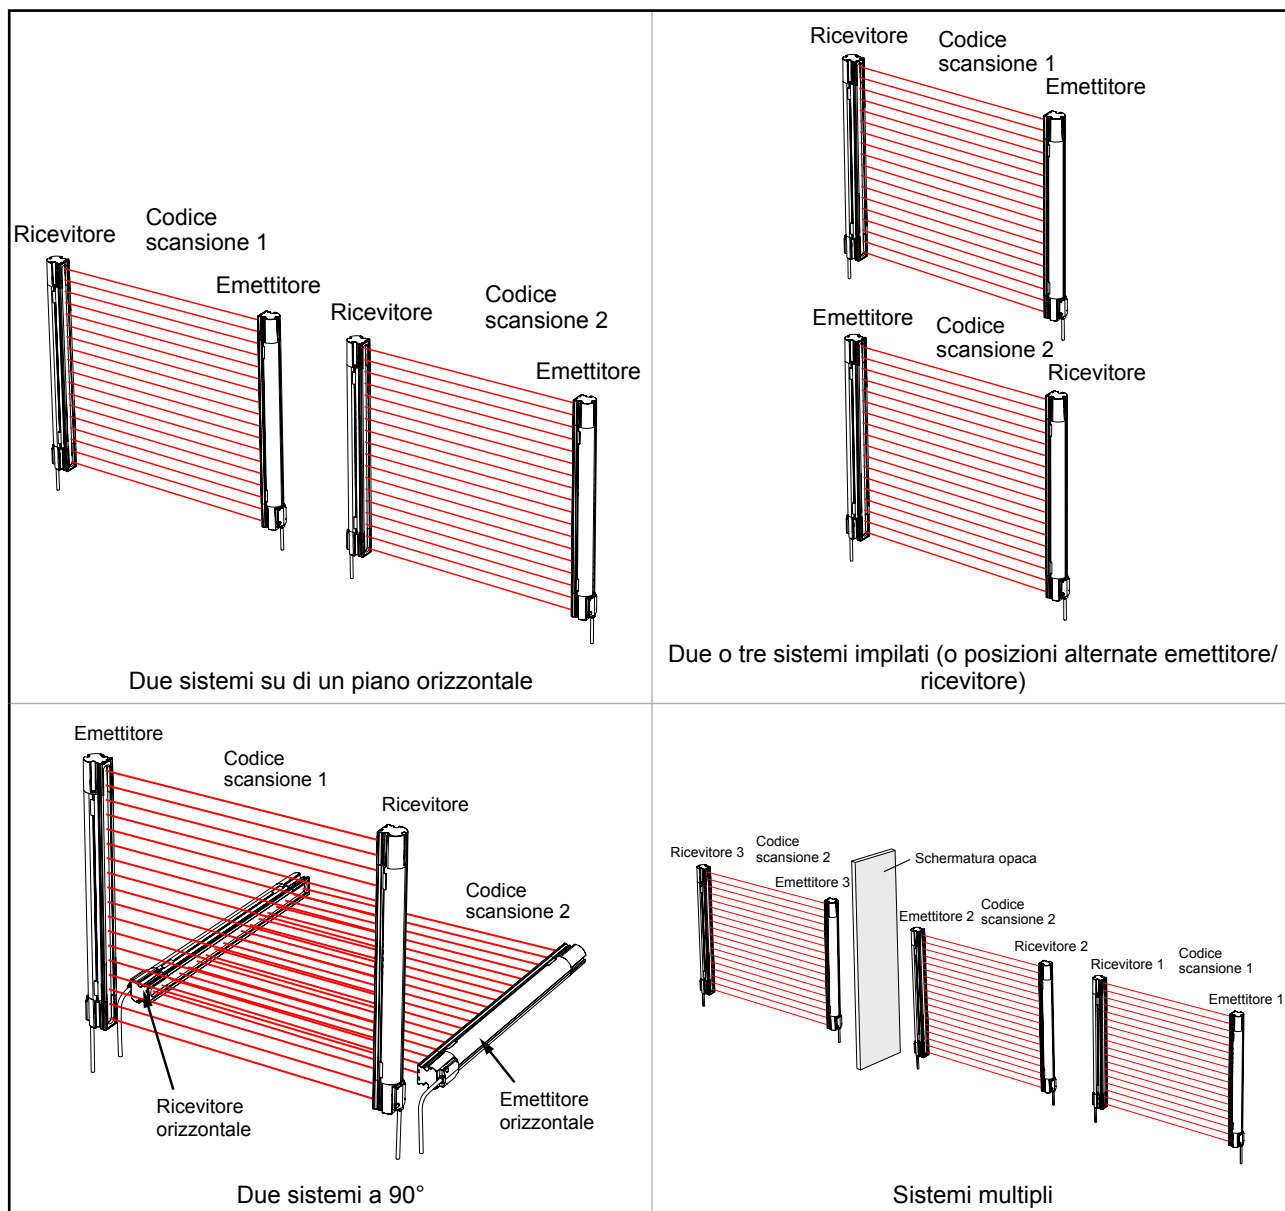 Ricevitore
Codice
scansione 1
Emettitore
Ricevitore
Codice
scansione 2
Emettitore
Due sistemi su di un piano orizzontale
Ricevitore
Codice
scansione 1
Emettitore
Emettitore
Codice
scansione 2
Ricevitore
Due o tre sistemi impilati (o posizioni alternate emettitore/
ricevitore)
Emettitore
Codice
scansione 1
Ricevitore
Codice
scansione 2
Ricevitore
orizzontale
Emettitore
orizzontale
Due sistemi a 90°
Ricevitore 3
Codice
scansione 2
Emettitore 3
Schermatura opaca
Emettitore 2
Codice
scansione 2
Ricevitore 2
Ricevitore 1
Codice
scansione 1
Emettitore 1
Sistemi multipli